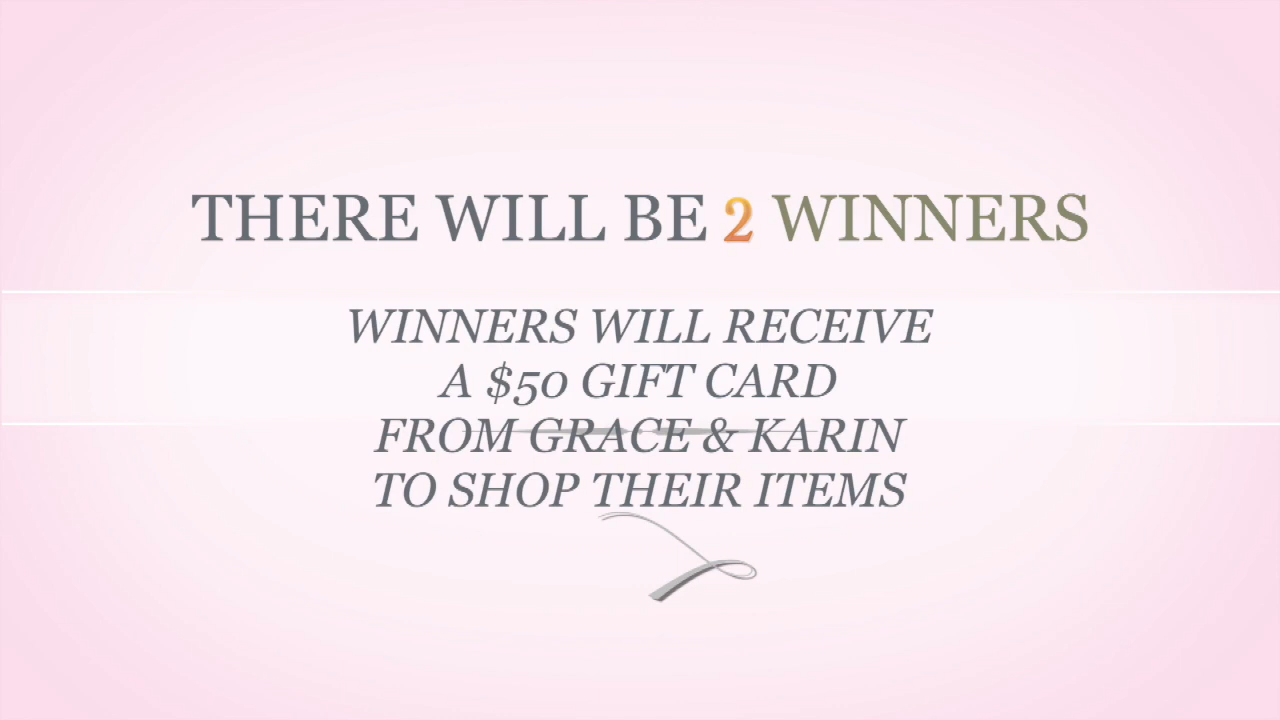 THERE WILL BE 2 WINNERS
WINNERS WILL RECEIVE
A $50 GIFT CARD
FROM GRACE & KARIN
TO SHOP THEIR ITEMS